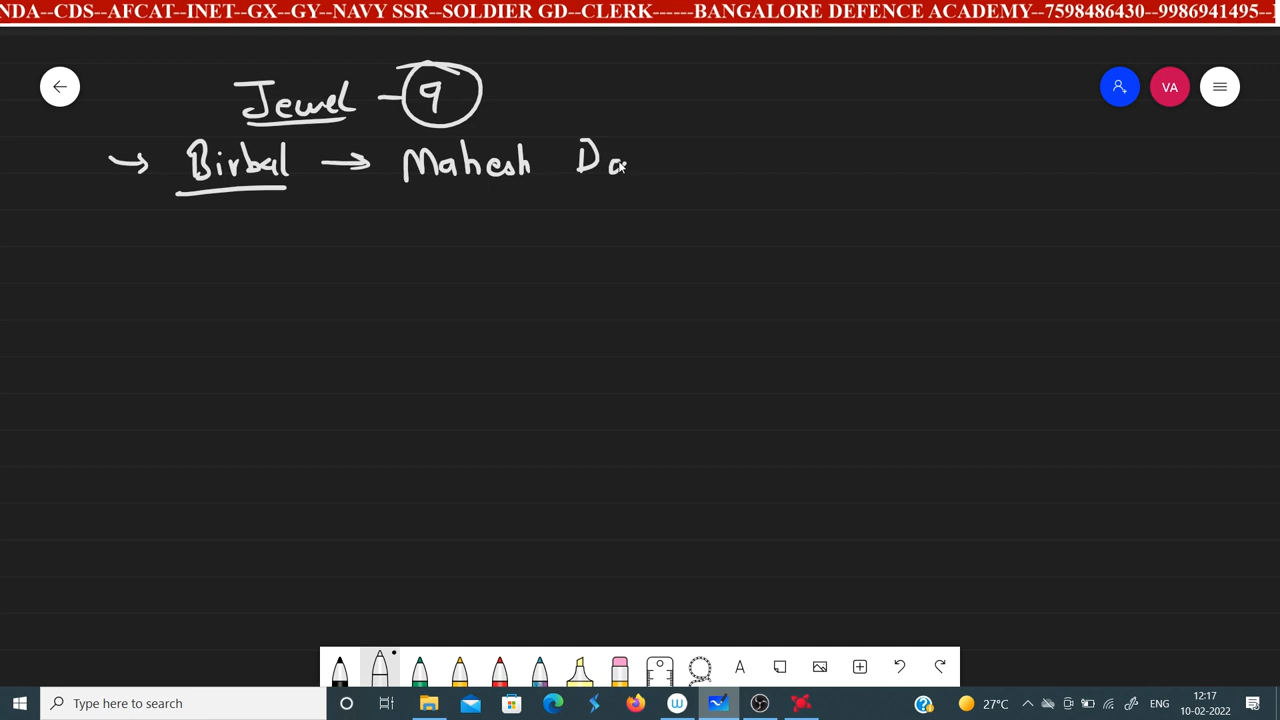 NDA--CDS--AFCAT--INET--GX--GY--NAVY SSR--SOLDIER GD--CLERK------BANGALORE DEFENCE ACADEMY--7598486430--9986941495--
Jewel - 9
→ Birbal → Mahesh Da
VA
A
Type here to search
27°C
ENG
12:17
10-02-2022